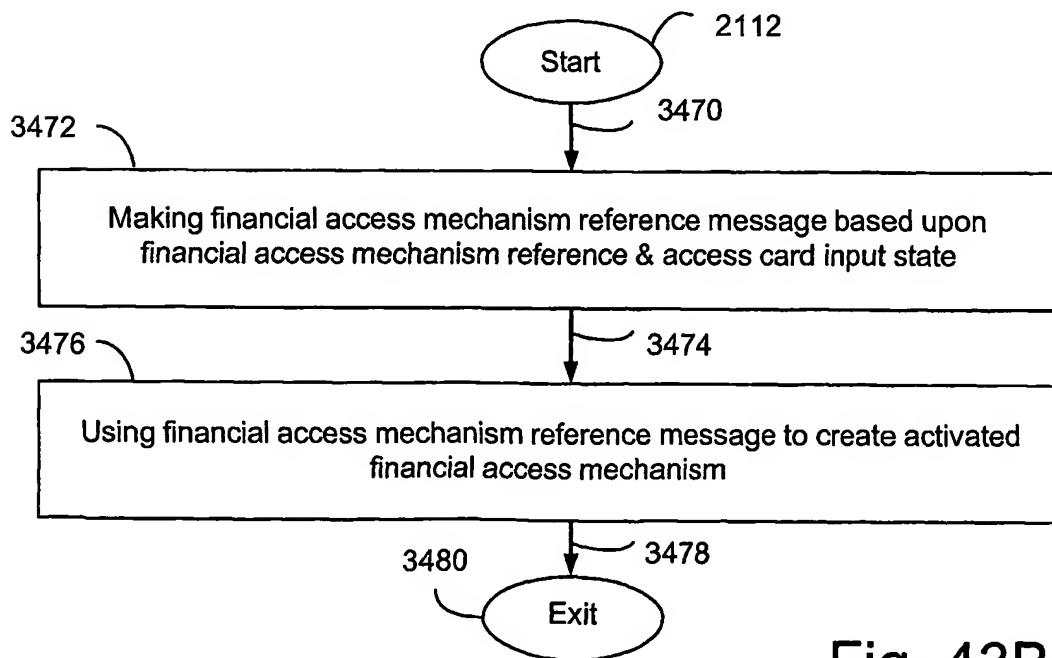 2112
Start
3470
3472
Making financial access mechanism reference message based upon
financial access mechanism reference & access card input state
3474
3476
Using financial access mechanism reference message to create activated
financial access mechanism
3478
3480
Exit